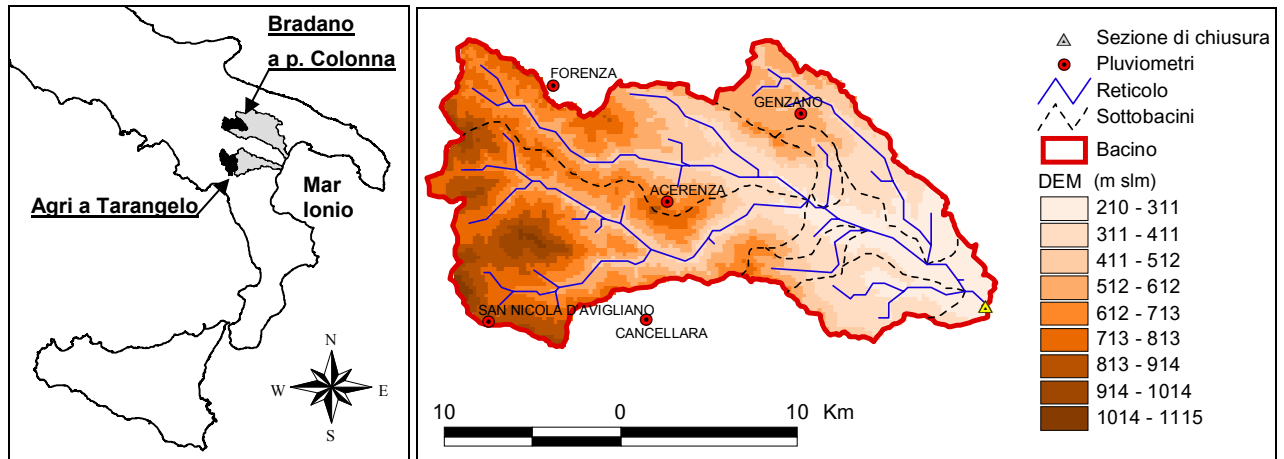 Bradano
a p. Colonna
Agri a Tarangelo
Mar
Ionio
N
W
E
S
FORENZA
GENZANO
ACERENZA
SAN NICOLA D'AVIGLIANO
CANCELLARA
10
0
10
Km
Sezione di chiusura
Pluviometri
Reticolo
Sottobacini
Bacino
DEM (m slm)
210 - 311
311 - 411
411 - 512
512 - 612
612 - 713
713 - 813
813 - 914
914 - 1014
1014 - 1115